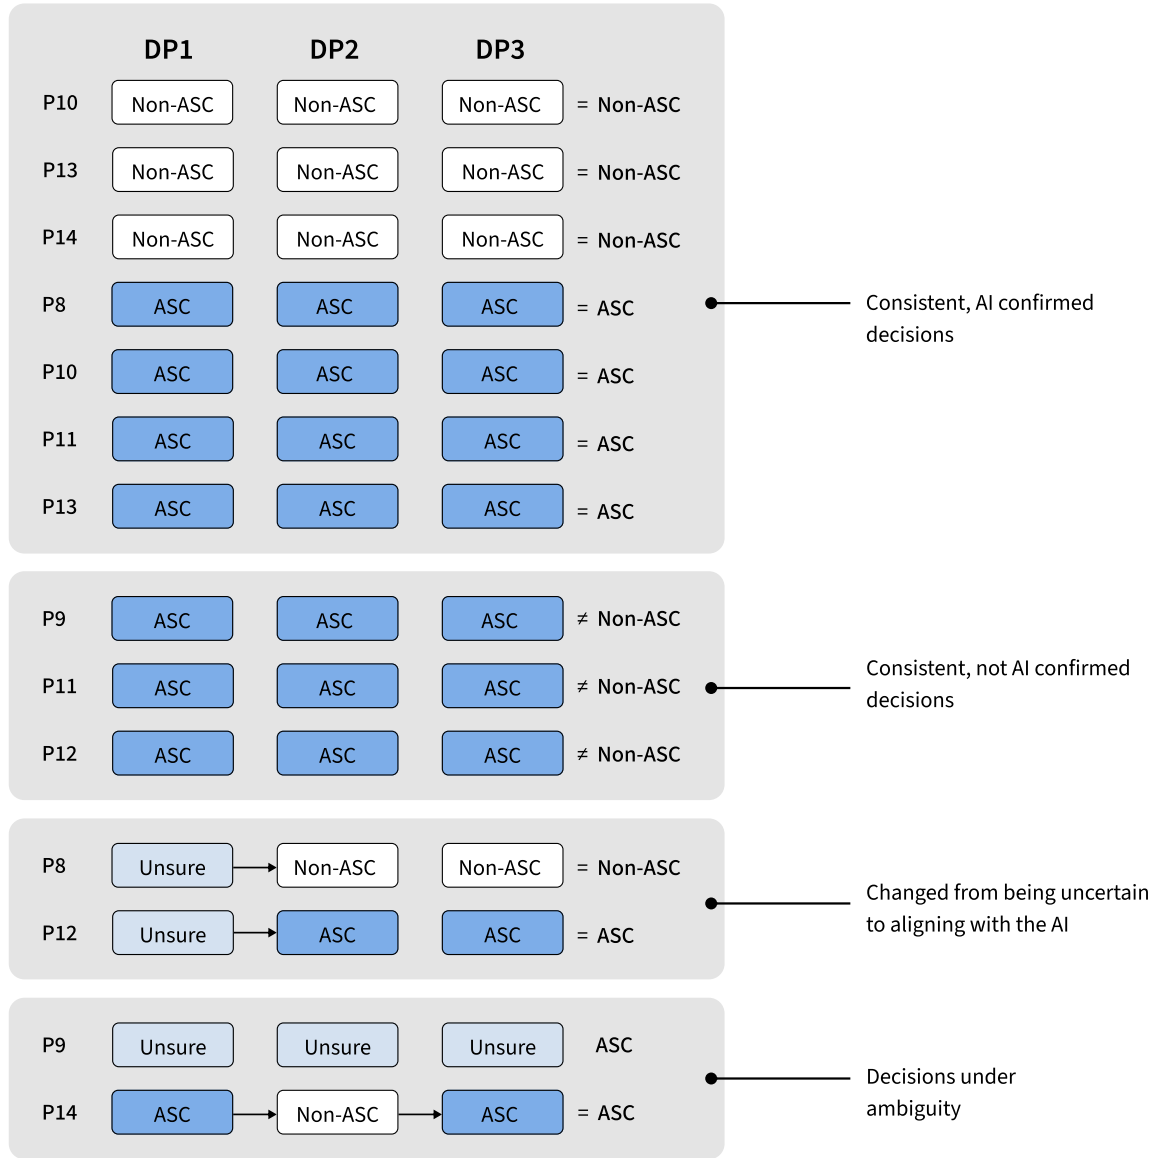 DP1 DP2 DP3
P10 Non-ASC Non-ASC Non-ASC = Non-ASC
P13 Non-ASC Non-ASC Non-ASC = Non-ASC
P14 Non-ASC Non-ASC Non-ASC = Non-ASC
P8 ASC ASC ASC = ASC
P10 ASC ASC ASC = ASC
P11 ASC ASC ASC = ASC
P13 ASC ASC ASC = ASC
Consistent, AI confirmed
decisions
P9 ASC ASC ASC ≠ Non-ASC
P11 ASC ASC ASC ≠ Non-ASC
P12 ASC ASC ASC ≠ Non-ASC
Consistent, not AI confirmed
decisions
P8 Unsure Non-ASC Non-ASC = Non-ASC
P12 Unsure ASC ASC = ASC
Changed from being uncertain
to aligning with the AI
P9 Unsure Unsure Unsure ASC
P14 ASC Non-ASC ASC = ASC
Decisions under
ambiguity